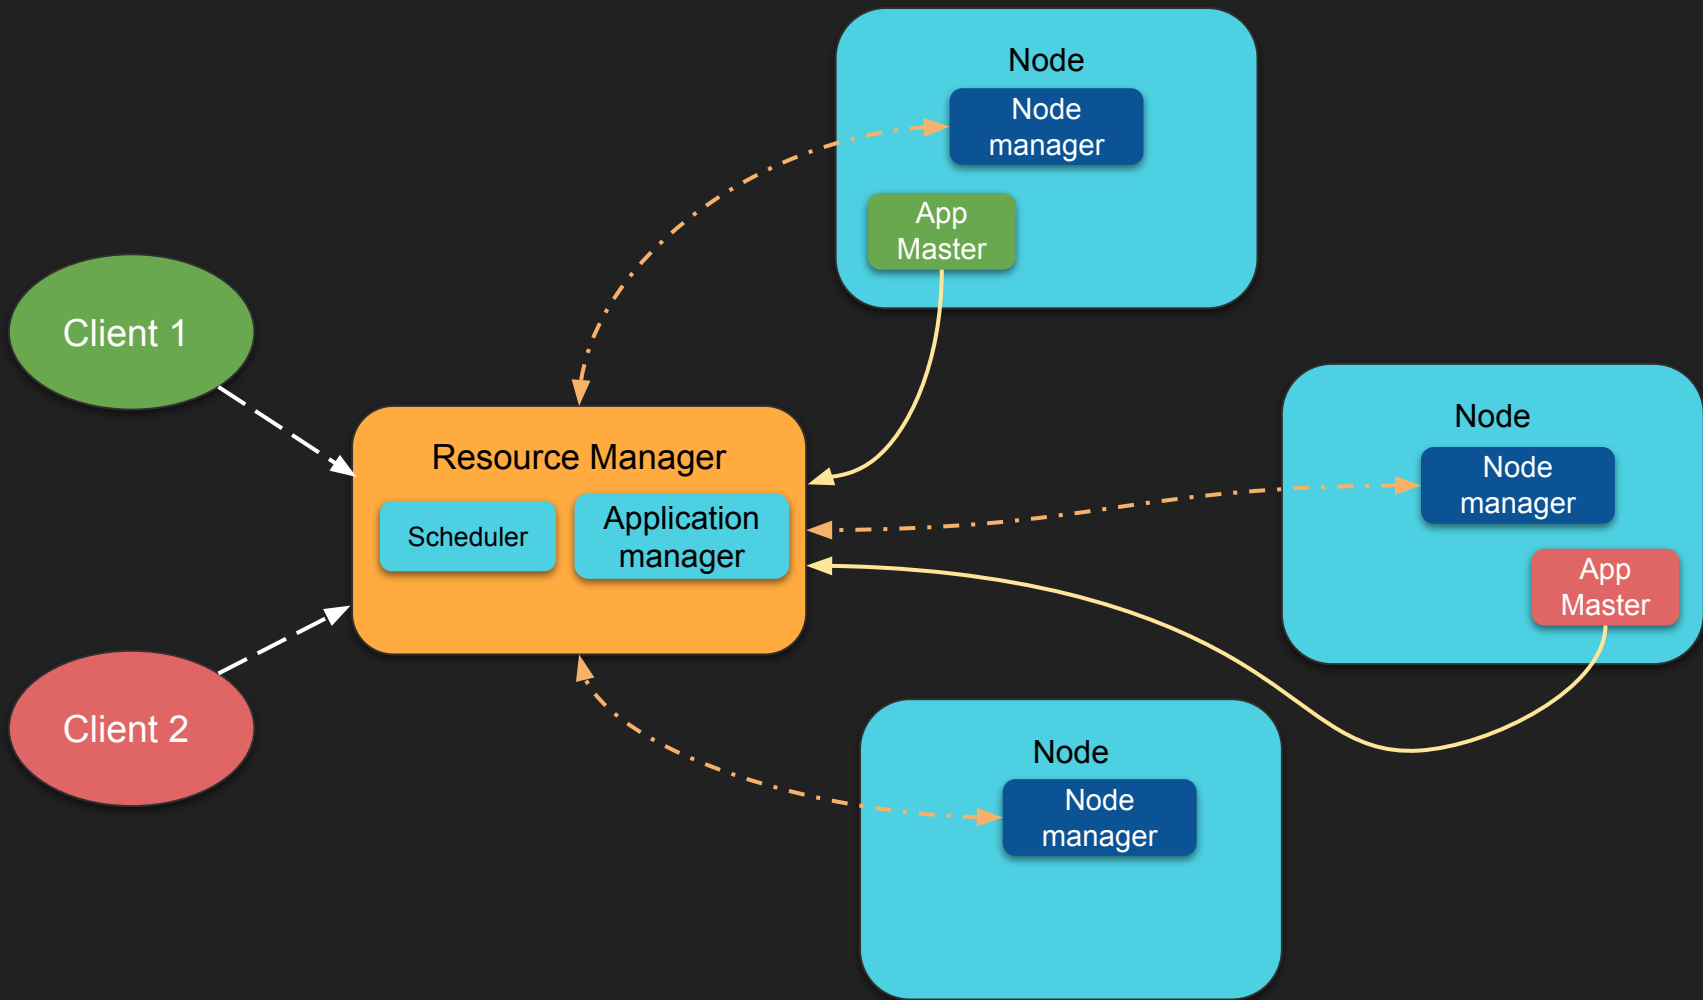 Node
Node
manager
App
Master
Client 1
Resource Manager
Scheduler
Application
manager
Node
Node
manager
App
Master
Client 2
Node
Node
manager